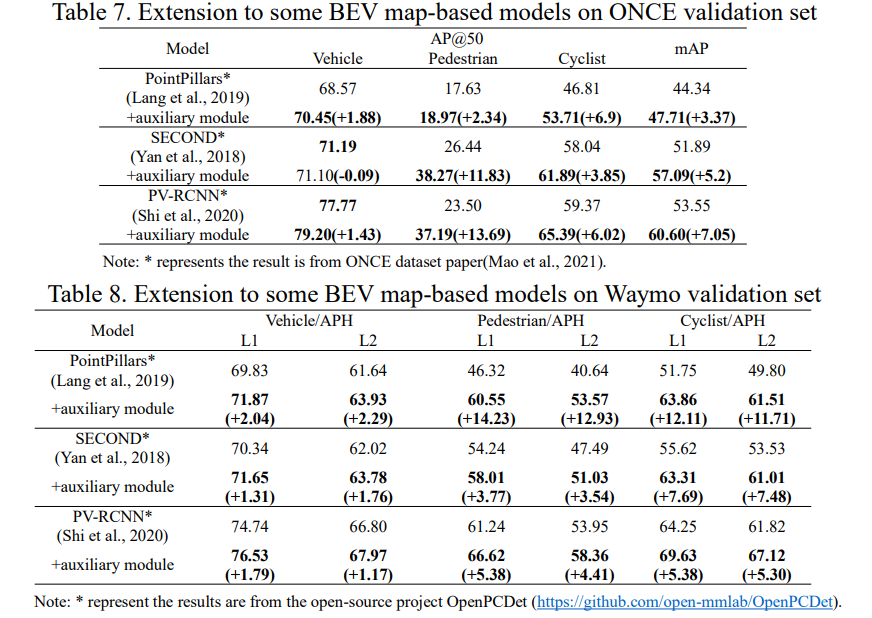 Table 7. Extension to some BEV map-based models on ONCE validation set
Model AP@50 mAP
Vehicle Pedestrian Cyclist
PointPillars*
(Lang et al., 2019) 68.57 17.63 46.81 44.34
+auxiliary module 70.45(+1.88) 18.97(+2.34) 53.71(+6.9) 47.71(+3.37)
SECOND*
(Yan et al., 2018) 71.19 26.44 58.04 51.89
+auxiliary module 71.10(-0.09) 38.27(+11.83) 61.89(+3.85) 57.09(+5.2)
PV-RCNN*
(Shi et al., 2020) 77.77 23.50 59.37 53.55
+auxiliary module 79.20(+1.43) 37.19(+13.69) 65.39(+6.02) 60.60(+7.05)
Note: * represents the result is from ONCE dataset paper(Mao et al., 2021).
Table 8. Extension to some BEV map-based models on Waymo validation set
Model Vehicle/APH Pedestrian/APH Cyclist/APH
L1 L2 L1 L2 L1 L2
PointPillars*
(Lang et al., 2019) 69.83 61.64 46.32 40.64 51.75 49.80
+auxiliary module 71.87 63.93 60.55 53.57 63.86 61.51
(+2.04) (+2.29) (+14.23) (+12.93) (+12.11) (+11.71)
SECOND*
(Yan et al., 2018) 70.34 62.02 54.24 47.49 55.62 53.53
+auxiliary module 71.65 63.78 58.01 51.03 63.31 61.01
(+1.31) (+1.76) (+3.77) (+3.54) (+7.69) (+7.48)
PV-RCNN*
(Shi et al., 2020) 74.74 66.80 61.24 53.95 64.25 61.82
+auxiliary module 76.53 67.97 66.62 58.36 69.63 67.12
(+1.79) (+1.17) (+5.38) (+4.41) (+5.38) (+5.30)
Note: * represent the results are from the open-source project OpenPCDet (https://github.com/open-mmlab/OpenPCDet).